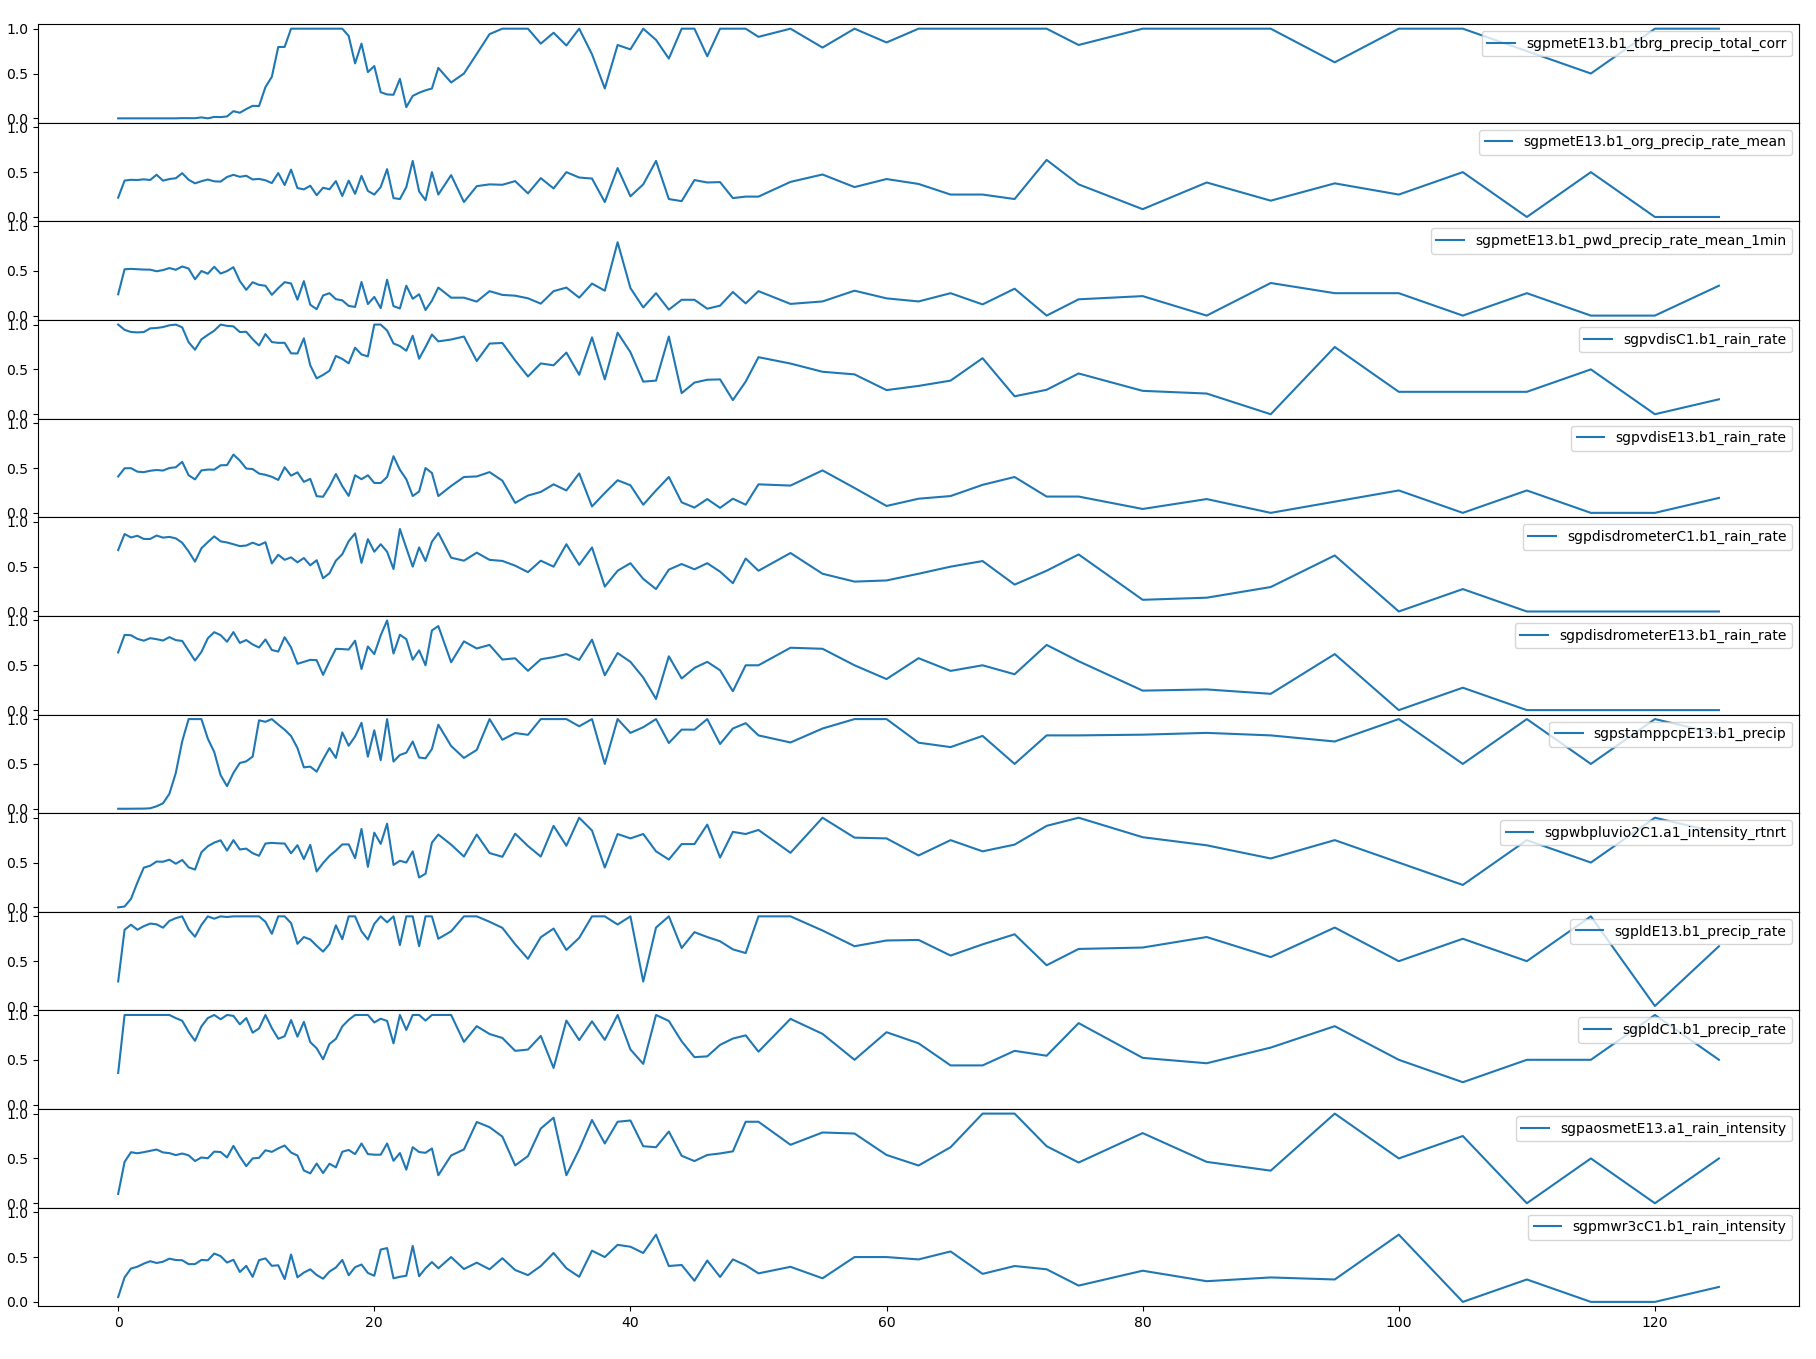 1.0
sgpmetE13.b1_tbrg_precip_total_corr
0.5
0.0
1.0
sgpmetE13.b1_org_precip_rate_mean
0.5
0.0
1.0
sgpmetE13.b1_pwd_precip_rate_mean_1min
0.5
0.0
1.0
sgpvdisC1.b1_rain_rate
0.5
0.0
1.0
sgpvdisE13.b1_rain_rate
0.5
0.0
1.0
sgpdisdrometerC1.b1_rain_rate
0.5
0.0
1.0
sgpdisdrometerE13.b1_rain_rate
0.5
0.0
1.0
sgpstamppcpE13.b1_precip
0.5
0.0
1.0
sgpwbpluvio2C1.a1_intensity_rtnrt
0.5
0.0
1.0
sgpldE13.b1_precip_rate
0.5
0.0
1.0
sgpldC1.b1_precip_rate
0.5
0.0
1.0
sgpaosmetE13.a1_rain_intensity
0.5
0.0
1.0
sgpmwr3cC1.b1_rain_intensity
0.5
0.0
0 20 40 60 80 100 120